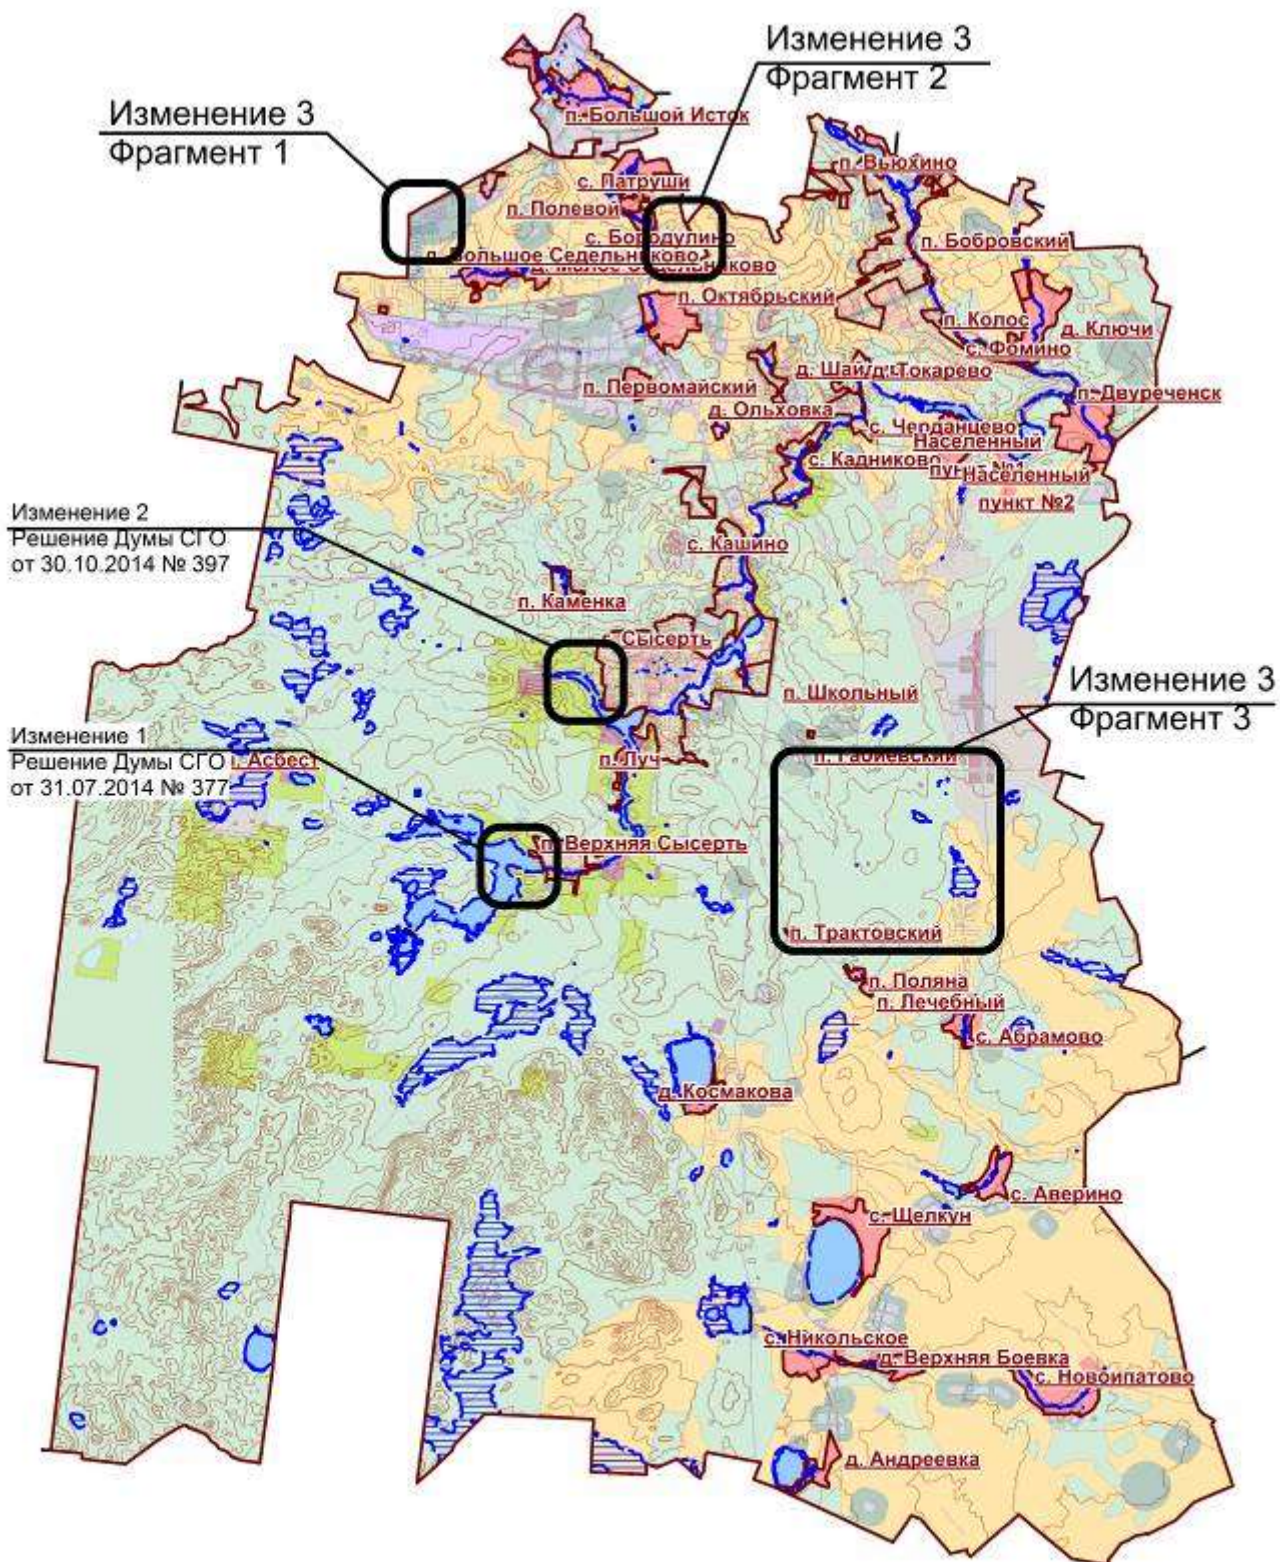 Изменение 3
Фрагмент 2
Изменение 3
Фрагмент 1
п. Большой Исток
п. Вьюхино
с. Патруши
п. Полевой
с. Бородулино
п. Бобровский
д. Большое Седельниково
д. Малое Седельниково
п. Октябрьский
п. Колос
д. Ключи
с. Фомино
д. Токарево
п. Первомайский
п. Двуреченск
д. Ольховка
с. Черданцево
Населенный
с. Кадниково
Населенный
пункт №2
Изменение 2
Решение Думы СГО
от 30.10.2014 № 397
с. Кашино
п. Каменка
Сысерть
п. Школьный
Изменение 3
Фрагмент 3
Изменение 1
Решение Думы СГО
от 31.07.2014 № 377
Асбест
п. Луч
п. Верхняя Сысерть
п. Трактовский
п. Поляна
п. Лечебный
с. Абрамово
д. Космакова
с. Аверино
с. Щелкун
с. Никольское
д. Верхняя Боевка
с. Новоипатово
д. Андреевка